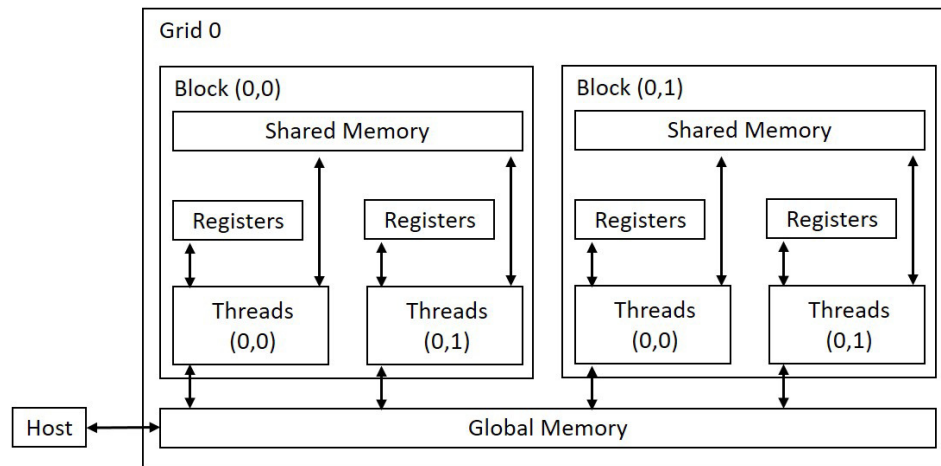 Grid 0
Block (0,0)
Shared Memory
Registers
Registers
Threads
(0,0)
Threads
(0,1)
Block (0,1)
Shared Memory
Registers
Registers
Threads
(0,0)
Threads
(0,1)
Host
Global Memory